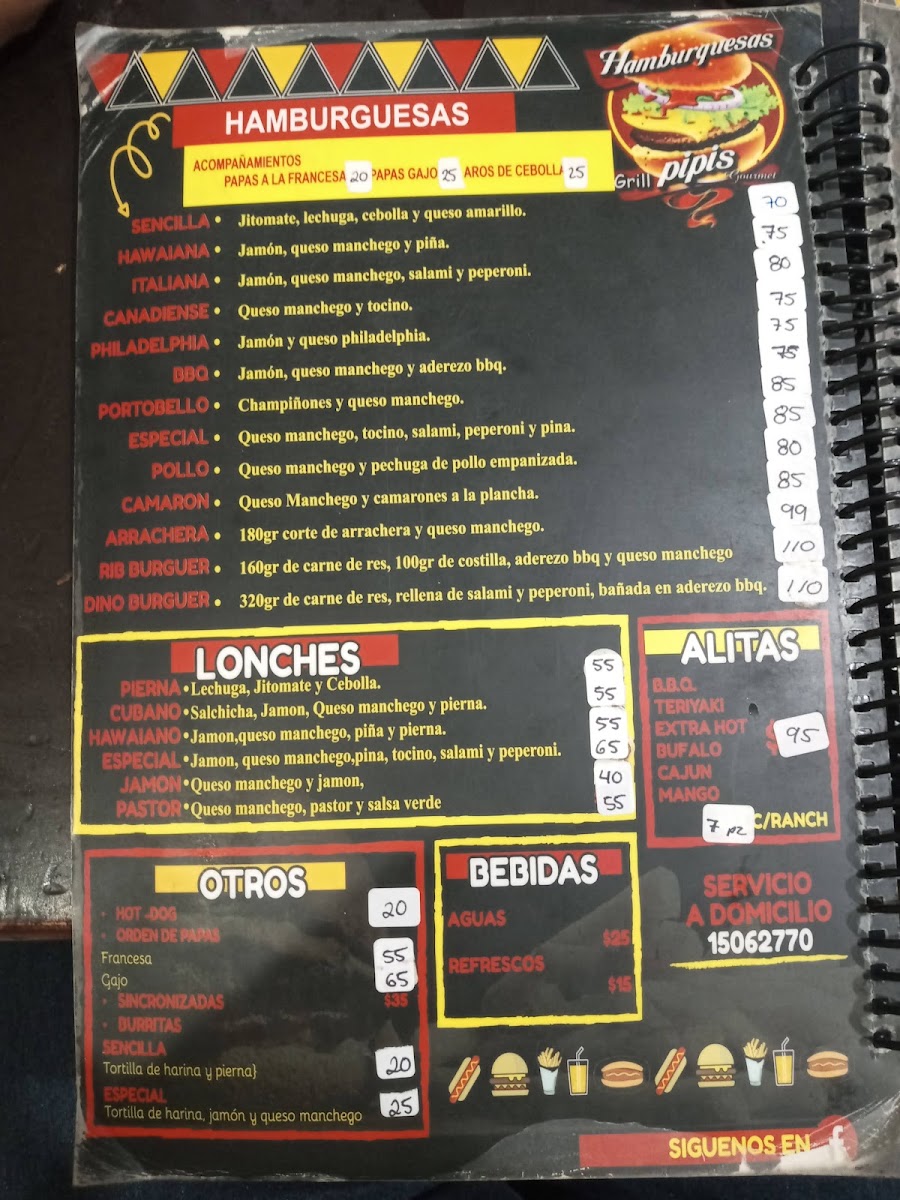 Hamburguesas
pipis
Grill Gourmet
HAMBURGUESAS
ACOMPAÑAMIENTOS
PAPAS A LA FRANCESA 20 PAPAS GAJO 25 AROS DE CEBOLLA 25
SENCILLA • Jitomate, lechuga, cebolla y queso amarillo. 70
HAWAIANA • Jamón, queso manchego y piña. 75
ITALIANA • Jamón, queso manchego, salami y peperoni. 80
CANADIENSE • Queso manchego y tocino. 75
PHILADELPHIA • Jamón y queso philadelphia. 75
BBQ • Jamón, queso manchego y aderezo bbq. 75
PORTOBELLO • Champiñones y queso manchego. 85
ESPECIAL • Queso manchego, tocino, salami, peperoni y pina. 85
POLLO • Queso manchego y pechuga de pollo empanizada. 80
CAMARON • Queso Manchego y camarones a la plancha. 85
ARRACHERA • 180gr corte de arrachera y queso manchego. 99
RIB BURGUER • 160gr de carne de res, 100gr de costilla, aderezo bbq y queso manchego 110
DINO BURGUER • 320gr de carne de res, rellena de salami y peperoni, bañada en aderezo bbq. 110
LONCHES
PIERNA • Lechuga, Jitomate y Cebolla. 55
CUBANO • Salchicha, Jamon, Queso manchego y pierna. 55
HAWAIANO • Jamon,queso manchego, piña y pierna. 55
ESPECIAL • Jamon, queso manchego,pina, tocino, salami y peperoni. 65
JAMON • Queso manchego y jamon, 40
PASTOR • Queso manchego, pastor y salsa verde 55
ALITAS
B.B.Q.
TERIYAKI
EXTRA HOT $ 95
BUFALO
CAJUN
MANGO
7 pz C/RANCH
OTROS
• HOT -DOG 20
• ORDEN DE PAPAS
Francesa 55
Gajo 65
• SINCRONIZADAS $35
• BURRITAS
SENCILLA
Tortilla de harina y pierna} 20
ESPECIAL
Tortilla de harina, jamón y queso manchego 25
BEBIDAS
AGUAS
$25
REFRESCOS
$15
SERVICIO
A DOMICILIO
15062770
SIGUENOS EN f